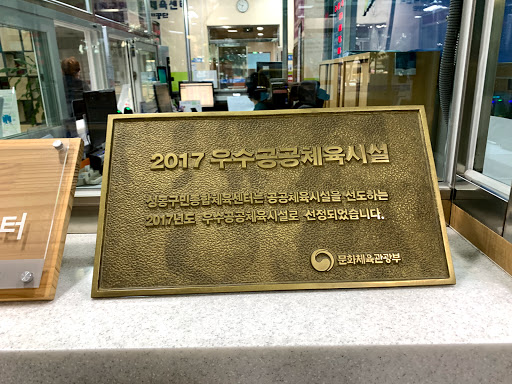 육센터
2017 우수공공체육시설
성동구민종합체육센터는 공공체육시설을 선도하는
2017년도 우수공공체육시설로 선정되었습니다.
문화체육관광부
터